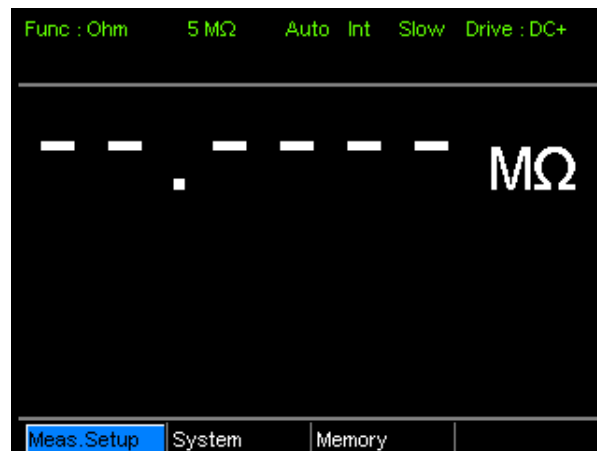 Func : Ohm 5 MΩ Auto Int Slow Drive : DC+
– – . – – – – MΩ
Meas.Setup System Memory